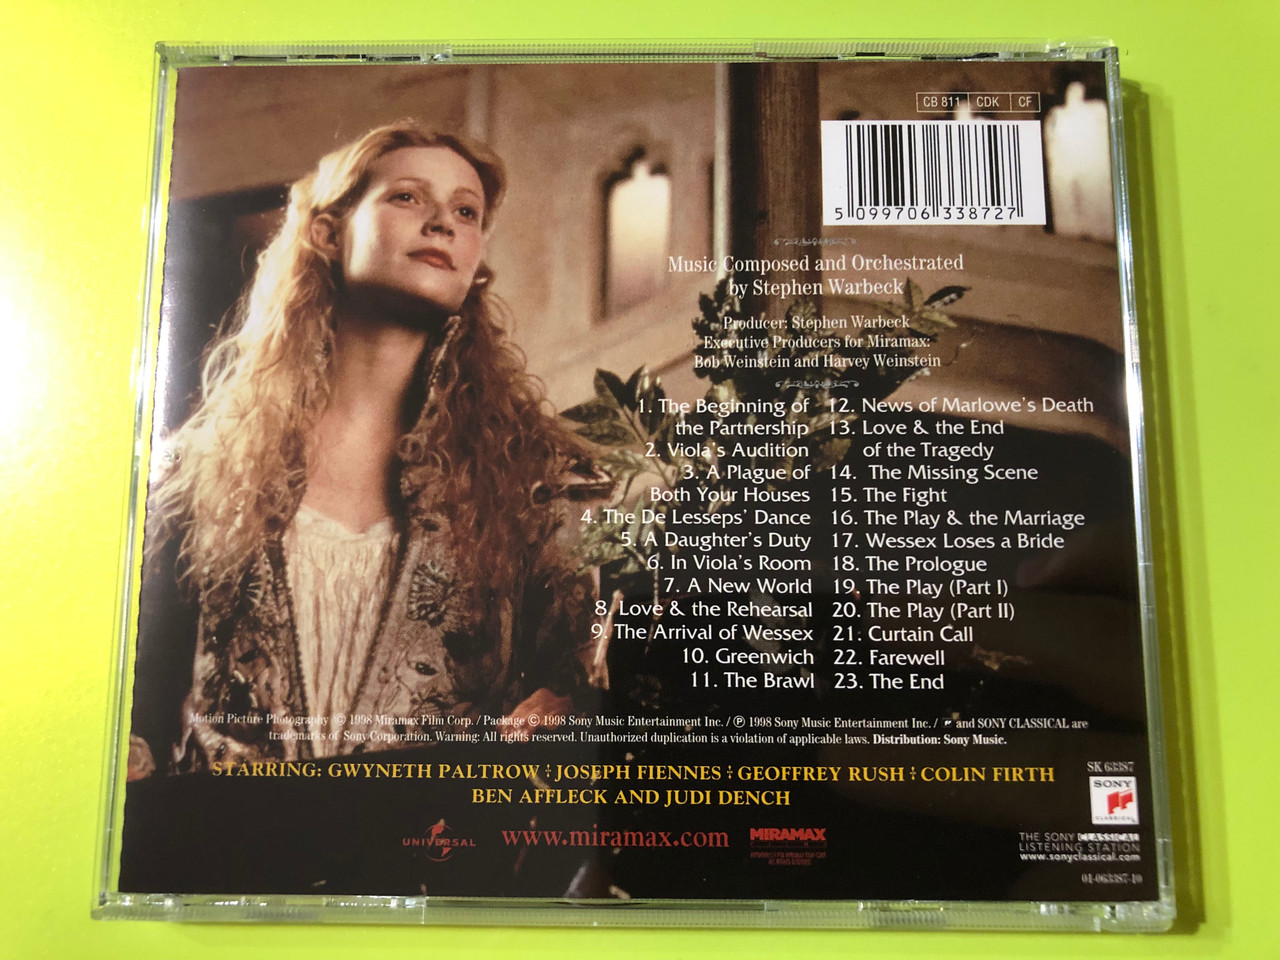 CB 811 CDK CF
5 099706 338727
Music Composed and Orchestrated
by Stephen Warbeck
Producer: Stephen Warbeck
Executive Producers for Miramax:
Bob Weinstein and Harvey Weinstein
1. The Beginning of
the Partnership
2. Viola's Audition
3. A Plague of
Both Your Houses
4. The De Lesseps' Dance
5. A Daughter's Duty
6. In Viola's Room
7. A New World
8. Love & the Rehearsal
9. The Arrival of Wessex
10. Greenwich
11. The Brawl
12. News of Marlowe's Death
13. Love & the End
of the Tragedy
14. The Missing Scene
15. The Fight
16. The Play & the Marriage
17. Wessex Loses a Bride
18. The Prologue
19. The Play (Part I)
20. The Play (Part II)
21. Curtain Call
22. Farewell
23. The End
Motion Picture Photography © 1998 Miramax Film Corp. / Package © 1998 Sony Music Entertainment Inc. / ℗ 1998 Sony Music Entertainment Inc. / and SONY CLASSICAL are
trademarks of Sony Corporation. Warning: All rights reserved. Unauthorized duplication is a violation of applicable laws. Distribution: Sony Music.
STARRING: GWYNETH PALTROW JOSEPH FIENNES GEOFFREY RUSH COLIN FIRTH
BEN AFFLECK AND JUDI DENCH
UNIVERSAL
www.miramax.com
MIRAMAX
SK 63387
SONY
CLASSICAL
THE SONY CLASSICAL
LISTENING STATION
www.sonyclassical.com
01-063387-10